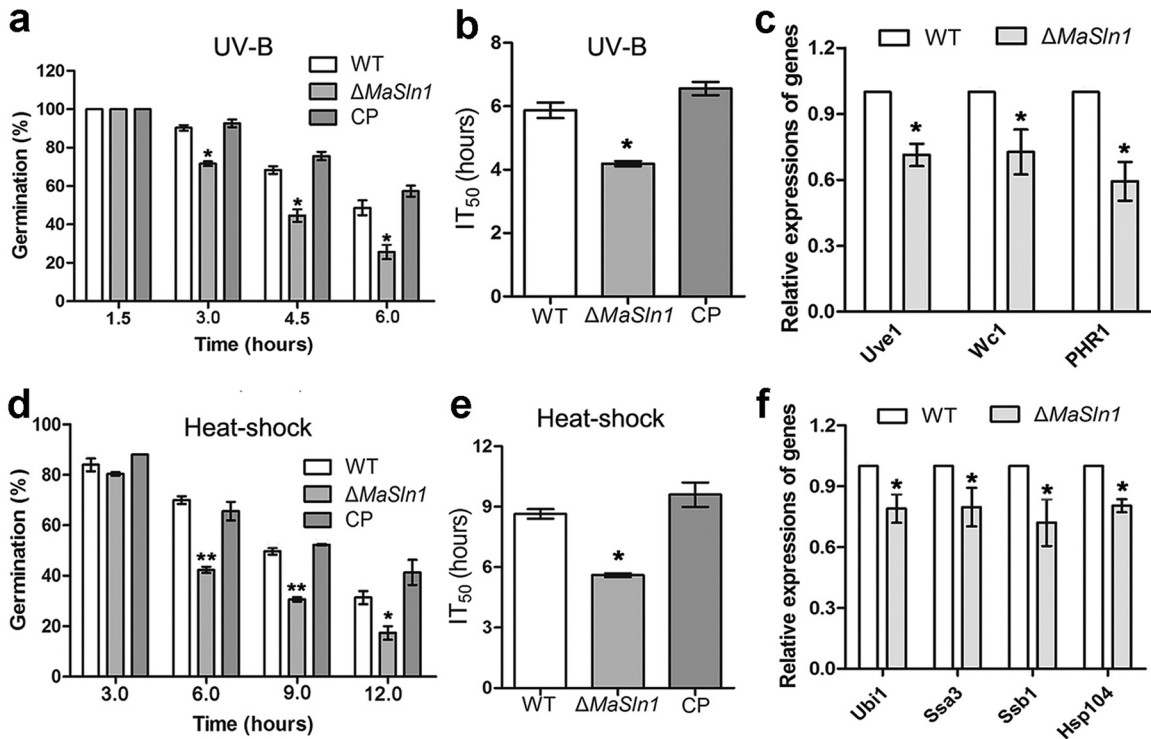 a
UV-B
WT
ΔMaSln1
CP
Germination (%)
120
100
80
60
40
20
0
*
*
*
1.5 3.0 4.5 6.0
Time (hours)
b
UV-B
IT50 (hours)
8
6
4
2
0
*
WT ΔMaSln1 CP
c
WT ΔMaSln1
Relative expressions of genes
1.2
0.9
0.6
0.3
0.0
*
*
*
Uve1 Wc1 PHR1
d
Heat-shock
WT
ΔMaSln1
CP
Germination (%)
100
80
60
40
20
0
**
**
*
3.0 6.0 9.0 12.0
Time (hours)
e
Heat-shock
IT50 (hours)
12
9
6
3
0
*
WT ΔMaSln1 CP
f
WT ΔMaSln1
Relative expressions of genes
1.2
0.9
0.6
0.3
0.0
*
*
*
*
Ubi1 Ssa3 Ssb1 Hsp104